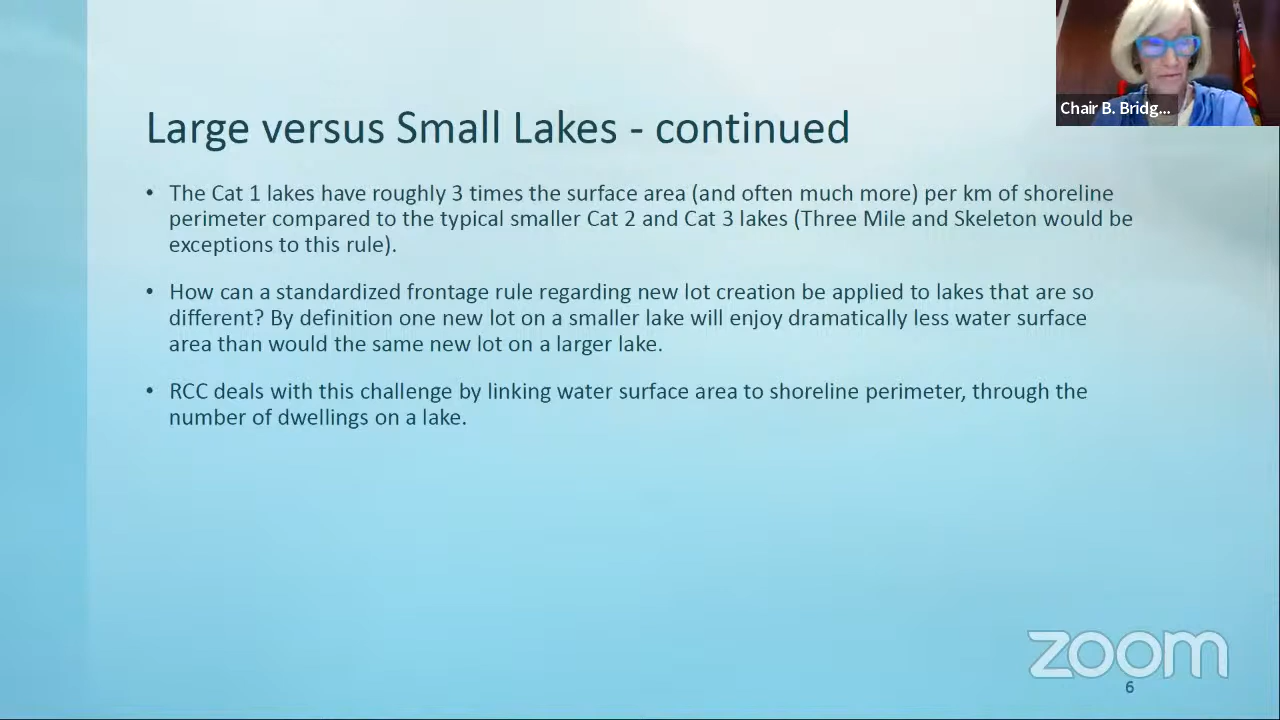 Chair B. Bridg...
Large versus Small Lakes - continued
• The Cat 1 lakes have roughly 3 times the surface area (and often much more) per km of shoreline
perimeter compared to the typical smaller Cat 2 and Cat 3 lakes (Three Mile and Skeleton would be
exceptions to this rule).
• How can a standardized frontage rule regarding new lot creation be applied to lakes that are so
different? By definition one new lot on a smaller lake will enjoy dramatically less water surface
area than would the same new lot on a larger lake.
• RCC deals with this challenge by linking water surface area to shoreline perimeter, through the
number of dwellings on a lake.
zoom
6